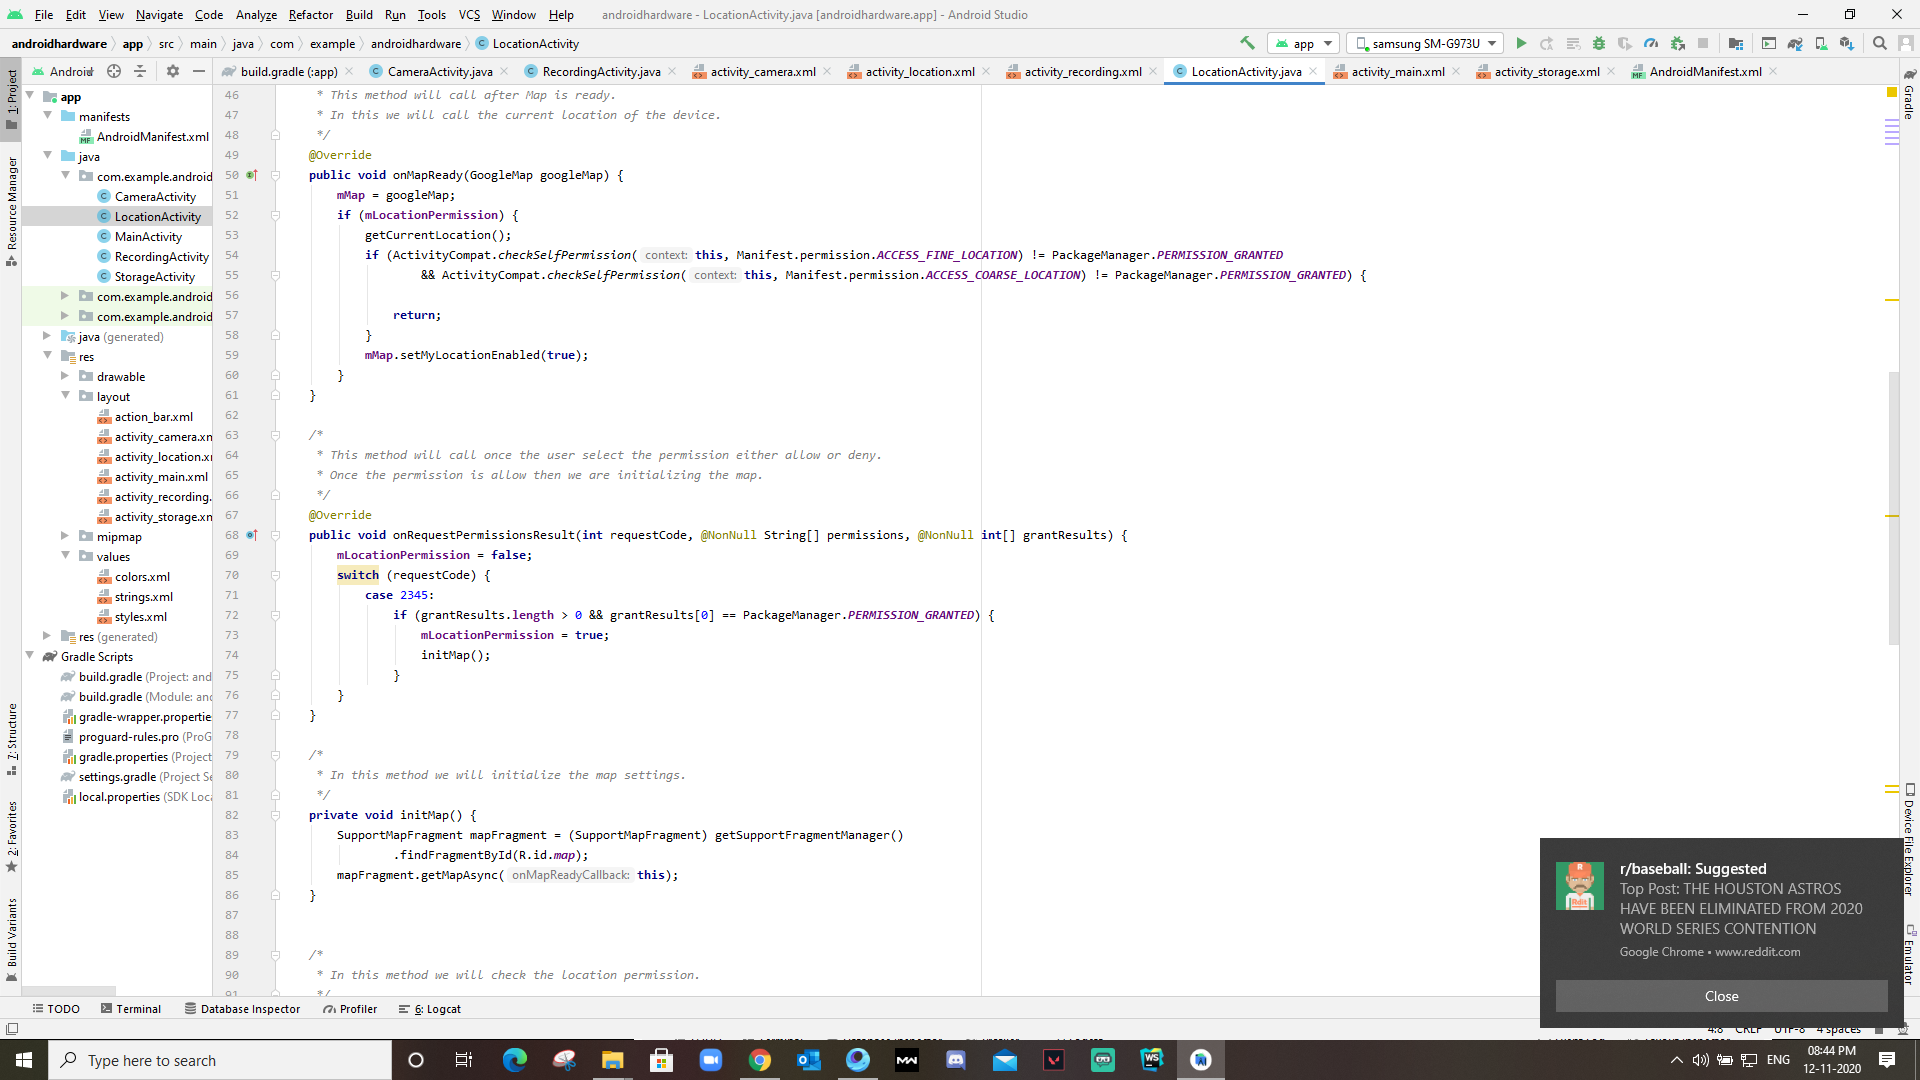 File Edit View Navigate Code Analyze Refactor Build Run Tools VCS Window Help androidhardware - LocationActivity.java [androidhardware.app] - Android Studio
androidhardware app src main java com example androidhardware LocationActivity app samsung SM-G973U
Android build.gradle (:app) CameraActivity.java RecordingActivity.java activity_camera.xml activity_location.xml activity_recording.xml LocationActivity.java activity_main.xml activity_storage.xml AndroidManifest.xml
1: Project
Resource Manager
7: Structure
2: Favorites
Build Variants
app
manifests
AndroidManifest.xml
java
com.example.android
CameraActivity
LocationActivity
MainActivity
RecordingActivity
StorageActivity
com.example.android
com.example.android
java (generated)
res
drawable
layout
action_bar.xml
activity_camera.xm
activity_location.xm
activity_main.xml
activity_recording.
activity_storage.xm
mipmap
values
colors.xml
strings.xml
styles.xml
res (generated)
Gradle Scripts
build.gradle (Project: and
build.gradle (Module: and
gradle-wrapper.propertie
proguard-rules.pro (ProG
gradle.properties (Project
settings.gradle (Project Se
local.properties (SDK Loca
46 * This method will call after Map is ready.
47 * In this we will call the current location of the device.
48 */
49 @Override
50 public void onMapReady(GoogleMap googleMap) {
51 mMap = googleMap;
52 if (mLocationPermission) {
53 getCurrentLocation();
54 if (ActivityCompat.checkSelfPermission( context: this, Manifest.permission.ACCESS_FINE_LOCATION) != PackageManager.PERMISSION_GRANTED
55 && ActivityCompat.checkSelfPermission( context: this, Manifest.permission.ACCESS_COARSE_LOCATION) != PackageManager.PERMISSION_GRANTED) {
56
57 return;
58 }
59 mMap.setMyLocationEnabled(true);
60 }
61 }
62
63 /*
64 * This method will call once the user select the permission either allow or deny.
65 * Once the permission is allow then we are initializing the map.
66 */
67 @Override
68 public void onRequestPermissionsResult(int requestCode, @NonNull String[] permissions, @NonNull int[] grantResults) {
69 mLocationPermission = false;
70 switch (requestCode) {
71 case 2345:
72 if (grantResults.length > 0 && grantResults[0] == PackageManager.PERMISSION_GRANTED) {
73 mLocationPermission = true;
74 initMap();
75 }
76 }
77 }
78
79 /*
80 * In this method we will initialize the map settings.
81 */
82 private void initMap() {
83 SupportMapFragment mapFragment = (SupportMapFragment) getSupportFragmentManager()
84 .findFragmentById(R.id.map);
85 mapFragment.getMapAsync( onMapReadyCallback: this);
86 }
87
88
89 /*
90 * In this method we will check the location permission.
91 */
Gradle
Device File Explorer
Emulator
r/baseball: Suggested
Top Post: THE HOUSTON ASTROS
HAVE BEEN ELIMINATED FROM 2020
WORLD SERIES CONTENTION
Google Chrome • www.reddit.com
Close
TODO Terminal Database Inspector Profiler 6: Logcat
4:8 CRLF UTF-8 4 spaces
Type here to search
ENG
08:44 PM
12-11-2020